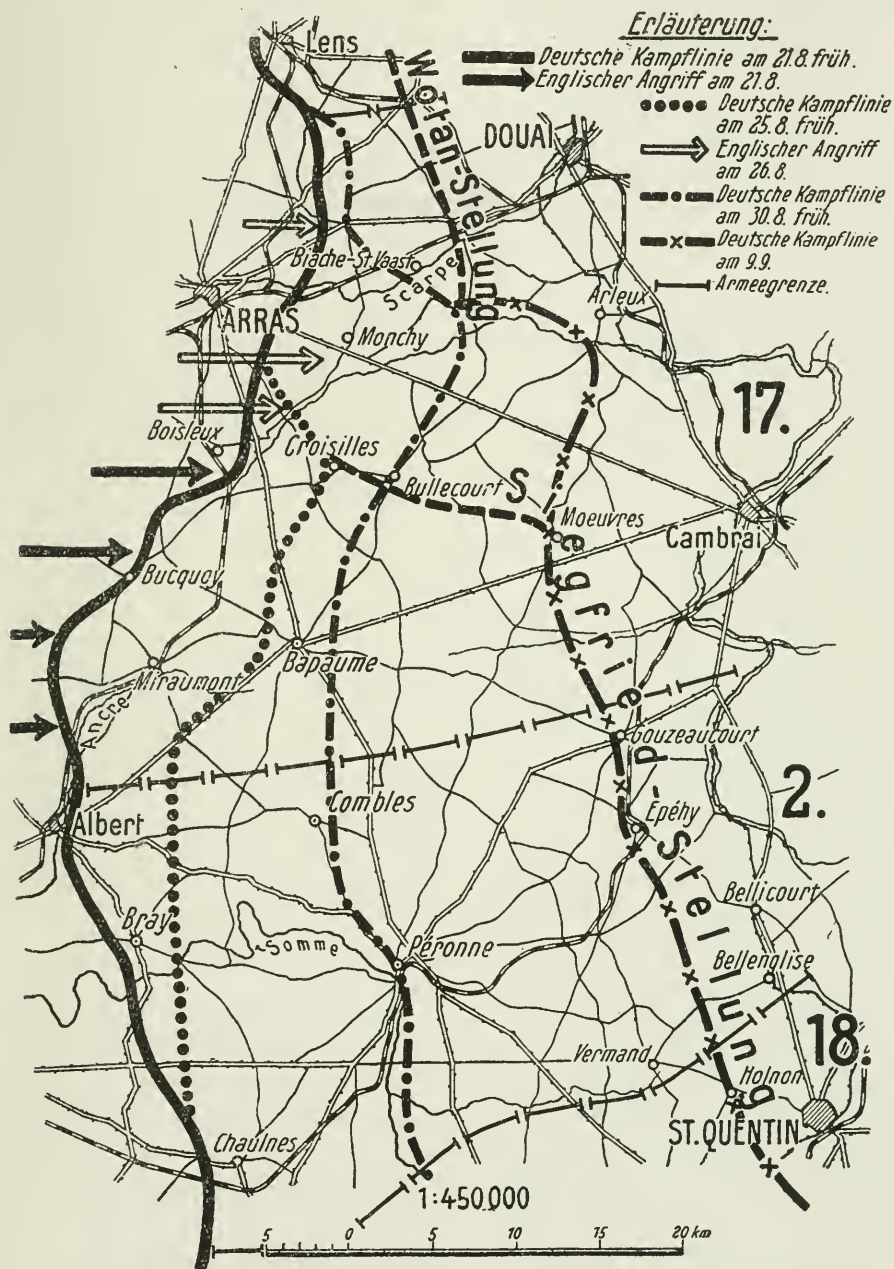 Erläuterung:
Deutsche Kampflinie am 21.8. früh.
Englischer Angriff am 21.8.
Deutsche Kampflinie
am 25.8. früh.
Englischer Angriff
am 26.8.
Deutsche Kampflinie
am 30.8. früh.
Deutsche Kampflinie
am 9.9.
Armeegrenze.
Lens
Wotan-Stellung
DOUAI
Biache-St.Vaast
Scarpe
Arleux
ARRAS
Monchy
17.
Boisleux
Croisilles
Bullecourt
Siegfried-Stellung
Moeuvres
Cambrai
Bucquoy
Bapaume
Miraumont
Ancre
Gouzeaucourt
2.
Albert
Combles
Epéhy
Bray
Somme
Péronne
Bellicourt
Bellenglise
18.
Vermand
Holnon
ST.QUENTIN
Chaulnes
1:450.000
5 0 5 10 15 20 km